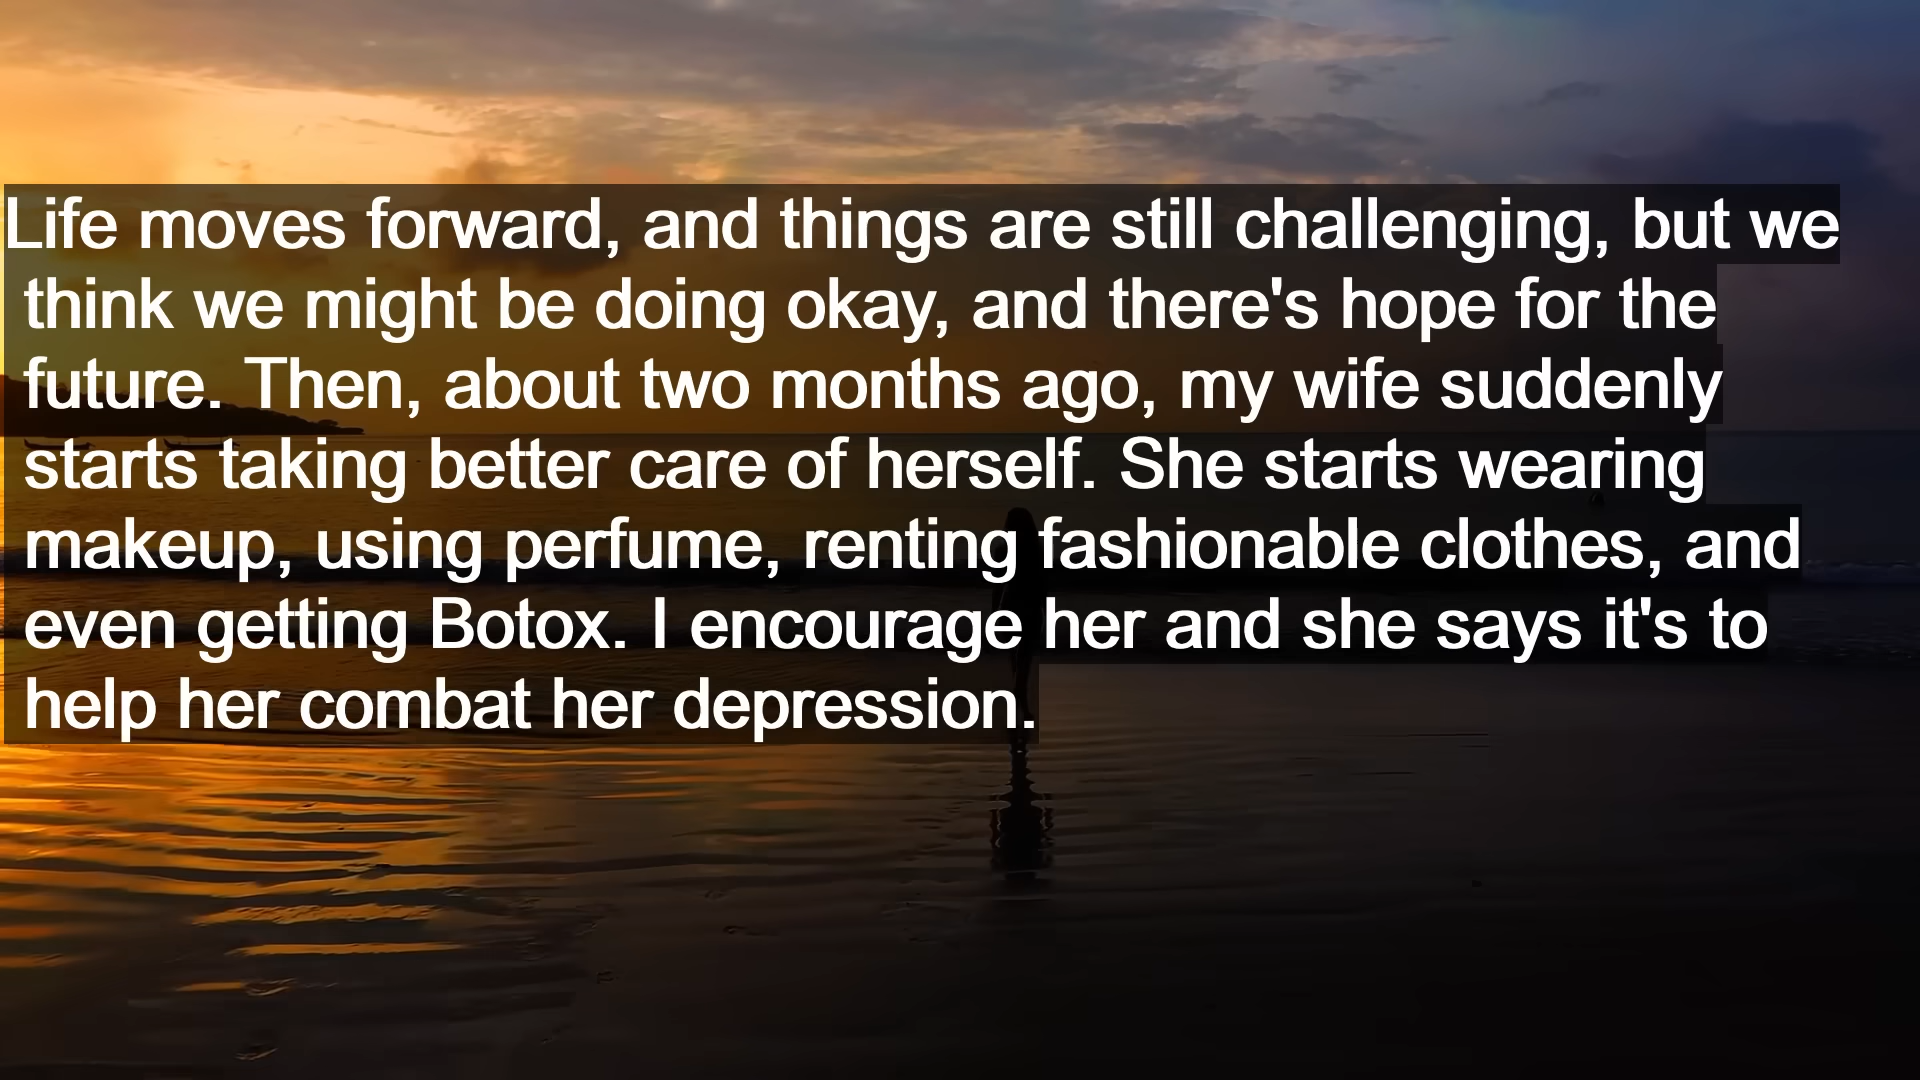 Life moves forward, and things are still challenging, but we
think we might be doing okay, and there's hope for the
future. Then, about two months ago, my wife suddenly
starts taking better care of herself. She starts wearing
makeup, using perfume, renting fashionable clothes, and
even getting Botox. I encourage her and she says it's to
help her combat her depression.